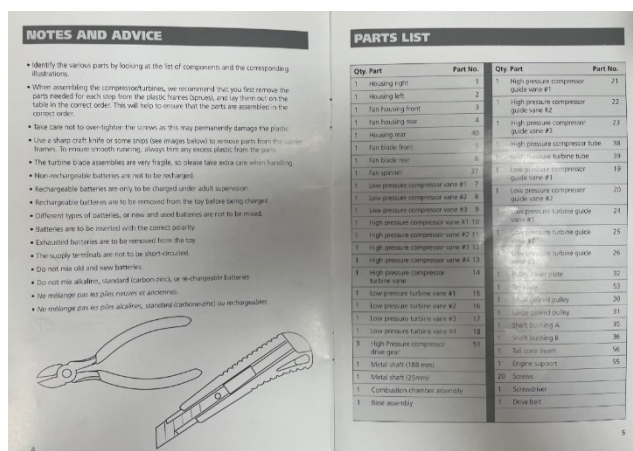 NOTES AND ADVICE
• Identify the various parts by looking at the list of components and the corresponding
illustrations.
• When assembling the compressor/turbines, we recommend that you first remove the
parts needed for each step from the plastic frames (sprues), and lay them out on the
table in the correct order. This will help to ensure that the parts are assembled in the
correct order.
• Take care not to over-tighten the screws as this may permanently damage the plastic.
• Use a sharp craft knife or some snips (see images below) to remove parts from the
frames. To ensure smooth running, always trim any excess plastic from the parts.
• The turbine blade assemblies are very fragile, so please take extra care when handling.
• Non-rechargeable batteries are not to be recharged.
• Rechargeable batteries are only to be charged under adult supervision.
• Rechargeable batteries are to be removed from the toy before being charged.
• Different types of batteries, or new and used batteries are not to be mixed.
• Batteries are to be inserted with the correct polarity.
• Exhausted batteries are to be removed from the toy.
• The supply terminals are not to be short-circuited.
• Do not mix old and new batteries.
• Do not mix alkaline, standard (carbon-zinc), or re-chargeable batteries
• Ne mélange pas les piles neuves et anciennes.
• Ne mélange pas les piles alcalines, standard (carbone-zinc) ou rechargeables
4
PARTS LIST
Qty. Part Part No.
1 Housing right 1
1 Housing left 2
1 Fan housing front 3
1 Fan housing rear 4
1 Housing rear 40
1 Fan blade front 5
1 Fan blade rear 6
1 Fan spinner 37
1 Low pressure compressor vane #1 7
1 Low pressure compressor vane #2 8
1 Low pressure compressor vane #3 9
1 High pressure compressor vane #1 10
1 High pressure compressor vane #2 11
1 High pressure compressor vane #3 12
1 High pressure compressor vane #4 13
1 High pressure compressor 14
turbine vane
1 Low pressure turbine vane #1 15
1 Low pressure turbine vane #2 16
1 Low pressure turbine vane #3 17
1 Low pressure turbine vane #4 18
3 High Pressure compressor 53
drive gear
1 Metal shaft (188 mm)
1 Metal shaft (25mm)
1 Combustion chamber assembly
1 Base assembly
Qty. Part Part No.
1 High pressure compressor 21
guide vane #1
1 High pressure compressor 22
guide vane #2
1 High pressure compressor 23
guide vane #3
1 High pressure compressor tube 38
High pressure turbine tube 39
1 Low pressure compressor 19
guide vane #1
1 Low pressure compressor 20
guide vane #2
Low pressure turbine guide 24
vane #1
pressure turbine guide 25
pressure turbine guide 26
cover plate 32
53
1 Small geared pulley 30
1 Large geared pulley 31
1 Shaft bushing A 35
1 Shaft bushing B 36
1 Tail cone insert 56
1 Engine support 55
20 Screws
1 Screwdriver
1 Drive belt
5